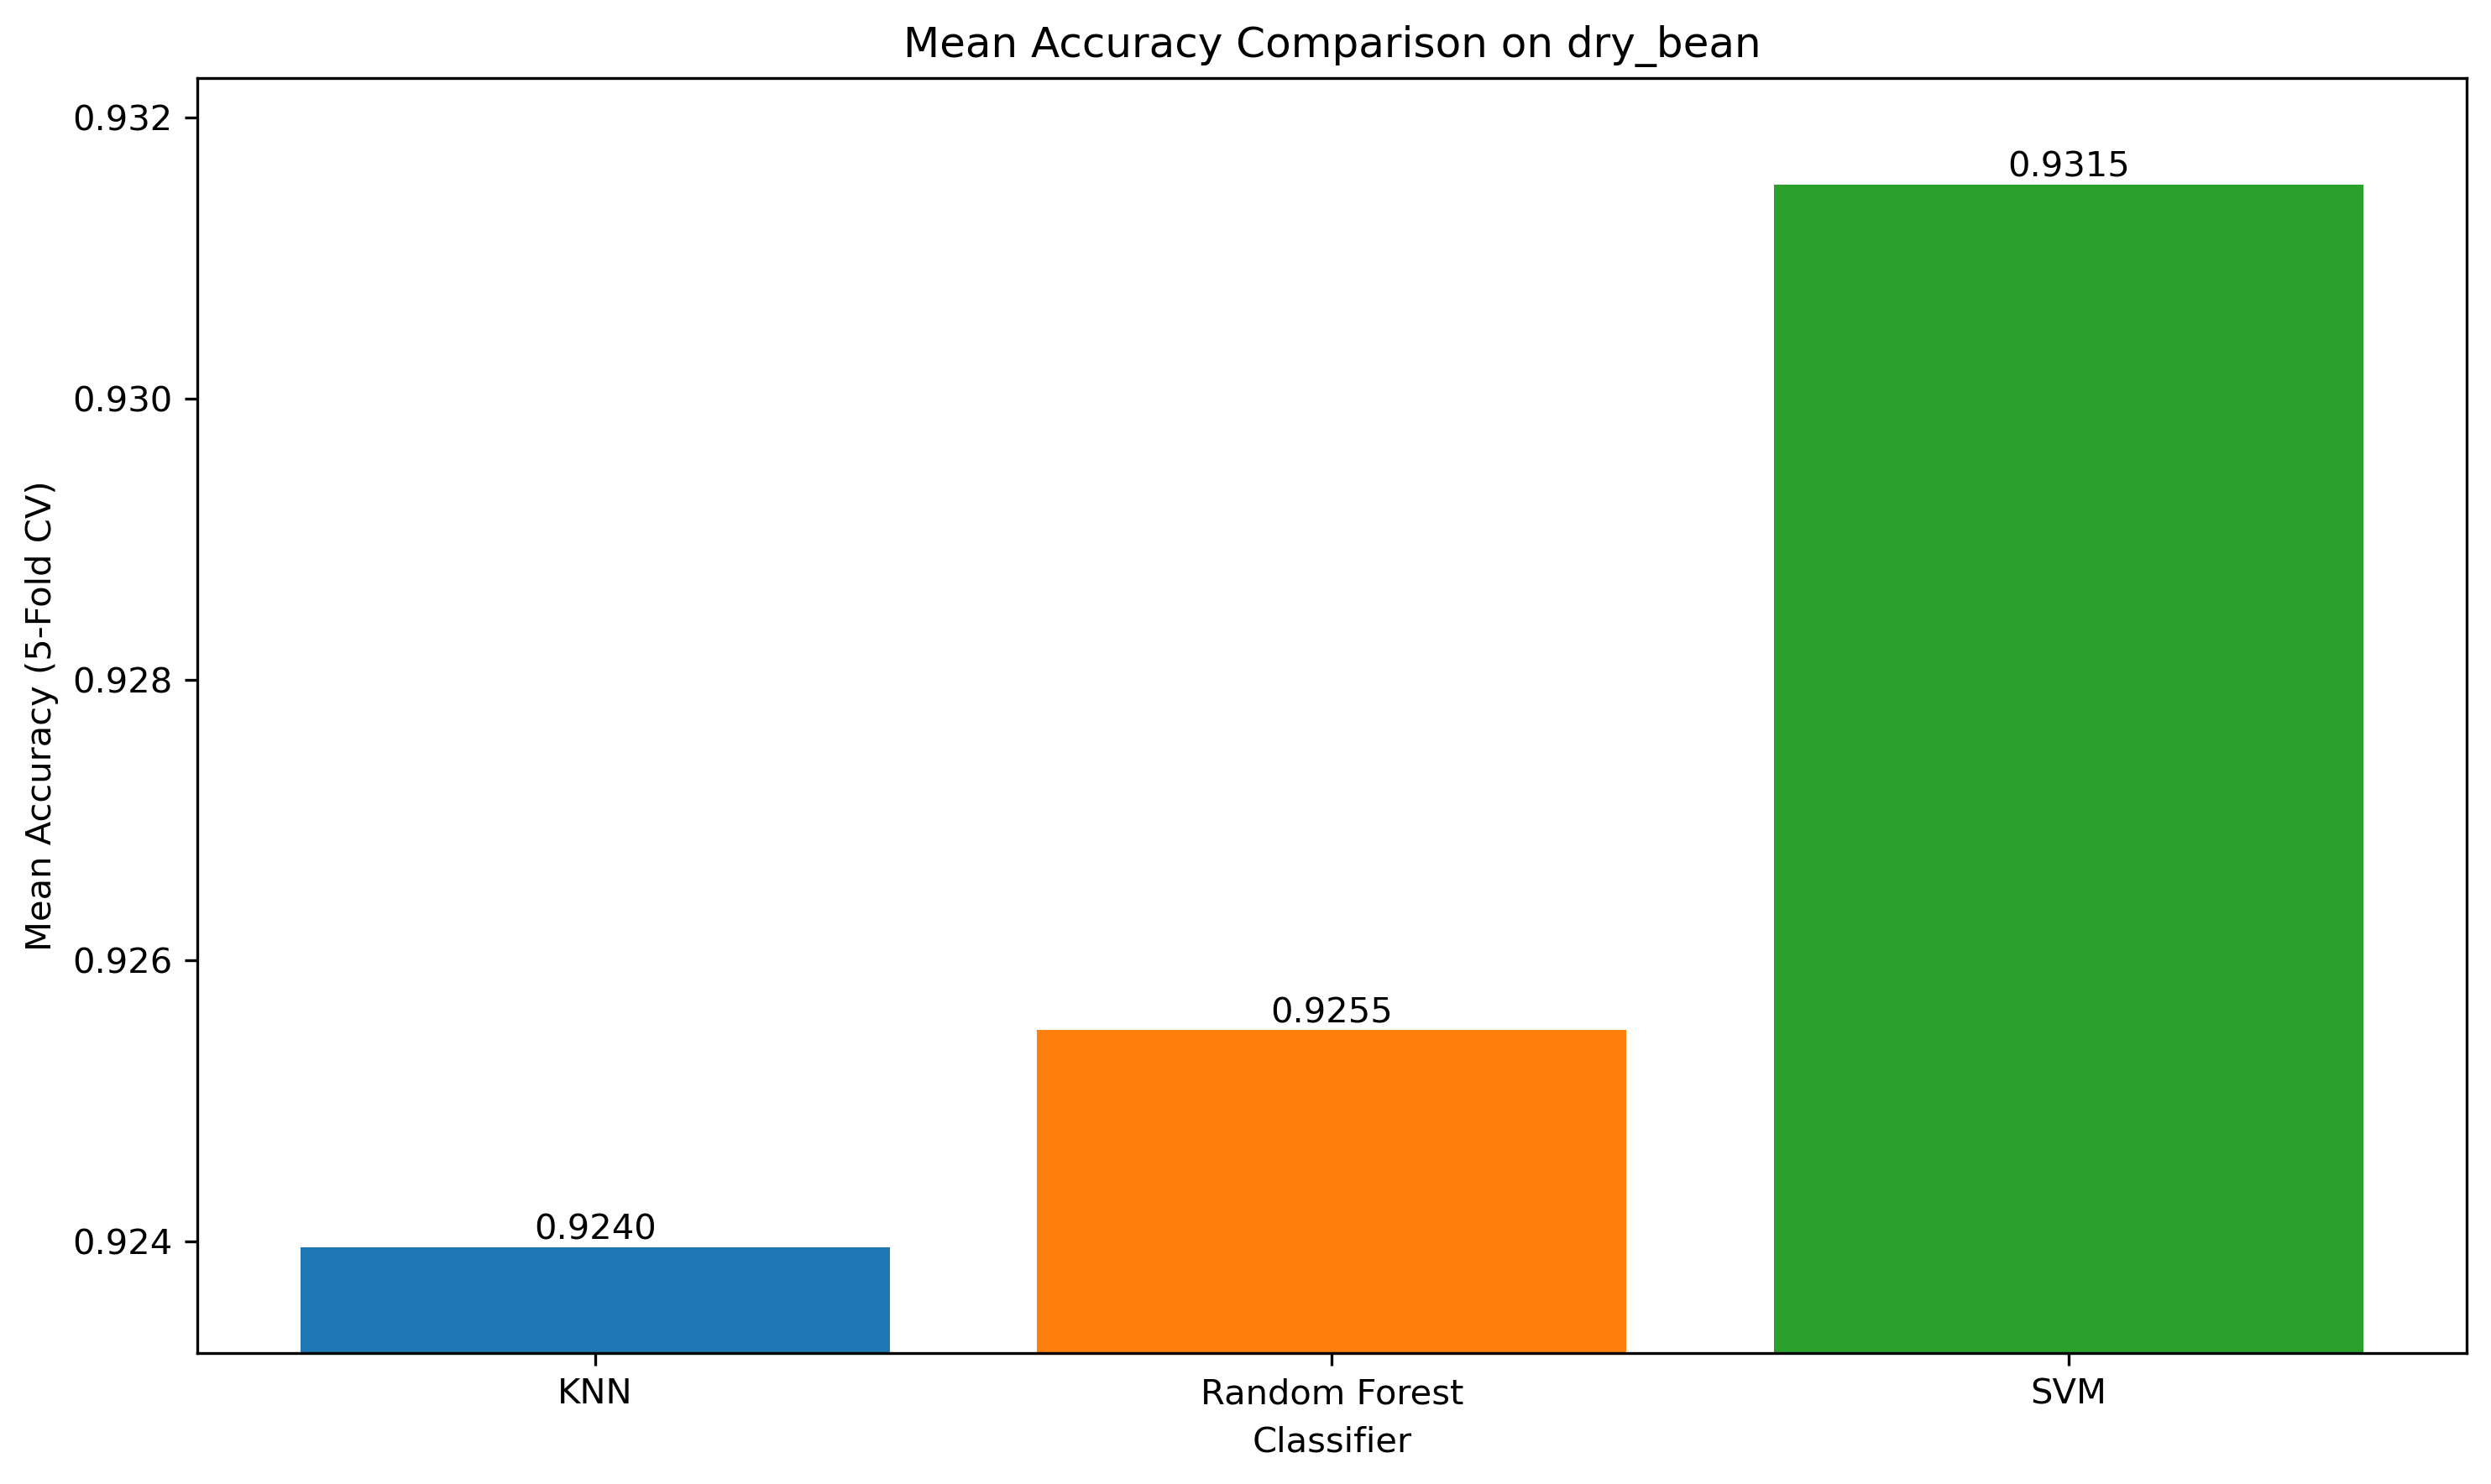 Mean Accuracy Comparison on dry_bean
Mean Accuracy (5-Fold CV)
0.932
0.930
0.928
0.926
0.924
0.9240
0.9255
0.9315
KNN
Random Forest
SVM
Classifier